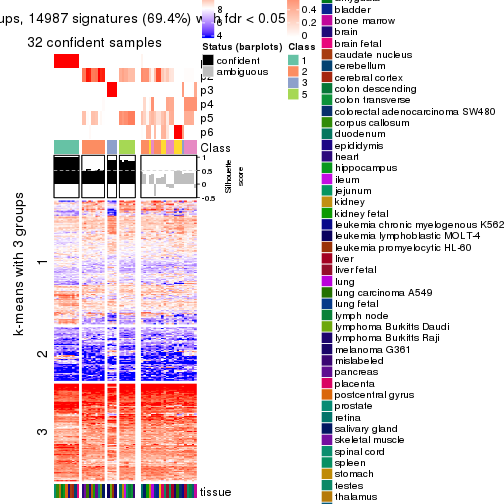 ups, 14987 signatures (69.4%) with fdr < 0.05
32 confident samples
p3
p4
p5
p6
Class
1
0.5
0
-0.5
Silhouette
score
k-means with 3 groups
1
2
3
tissue
8
6
4
0.4
0.2
0
Status (barplots)
confident
ambiguous
Class
1
2
3
5
bladder
bone marrow
brain
brain fetal
caudate nucleus
cerebellum
cerebral cortex
colon descending
colon transverse
colorectal adenocarcinoma SW480
corpus callosum
duodenum
epididymis
heart
hippocampus
ileum
jejunum
kidney
kidney fetal
leukemia chronic myelogenous K562
leukemia lymphoblastic MOLT-4
leukemia promyelocytic HL-60
liver
liver fetal
lung
lung carcinoma A549
lung fetal
lymph node
lymphoma Burkitts Daudi
lymphoma Burkitts Raji
melanoma G361
mislabeled
pancreas
placenta
postcentral gyrus
prostate
retina
salivary gland
skeletal muscle
spinal cord
spleen
stomach
testes
thalamus